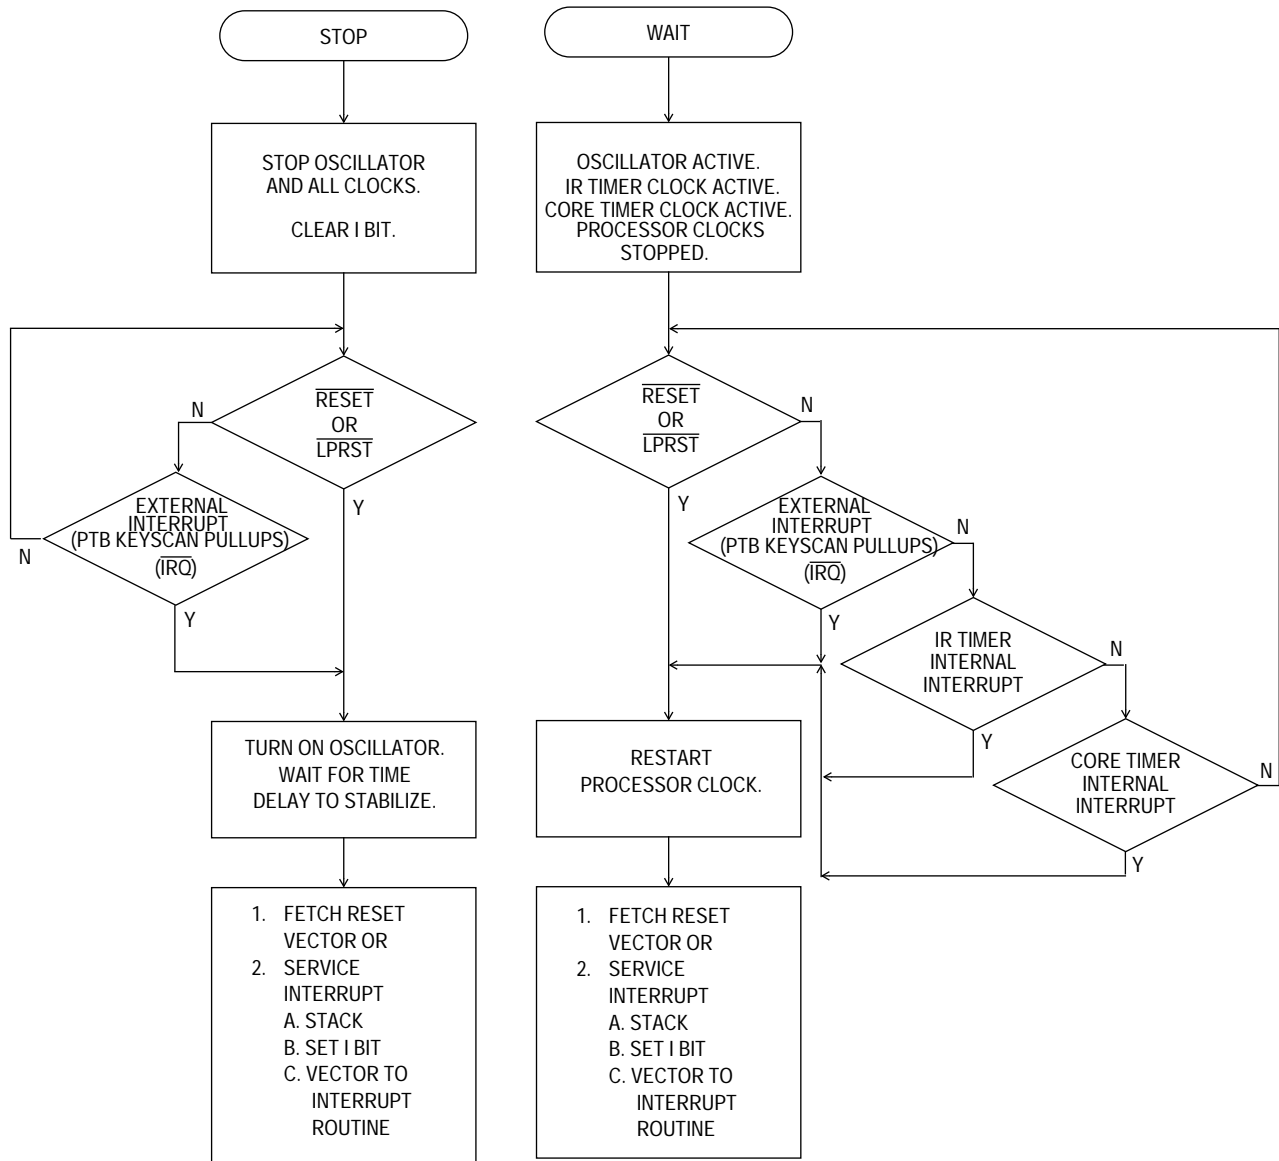 STOP
STOP OSCILLATOR
AND ALL CLOCKS.
CLEAR I BIT.
RESET
OR
LPRST
N
Y
EXTERNAL
INTERRUPT
(PTB KEYSCAN PULLUPS)
(IRQ)
N
Y
TURN ON OSCILLATOR.
WAIT FOR TIME
DELAY TO STABILIZE.
1. FETCH RESET
VECTOR OR
2. SERVICE
INTERRUPT
A. STACK
B. SET I BIT
C. VECTOR TO
INTERRUPT
ROUTINE
WAIT
OSCILLATOR ACTIVE.
IR TIMER CLOCK ACTIVE.
CORE TIMER CLOCK ACTIVE.
PROCESSOR CLOCKS
STOPPED.
RESET
OR
LPRST
N
Y
EXTERNAL
INTERRUPT
(PTB KEYSCAN PULLUPS)
(IRQ)
N
Y
IR TIMER
INTERNAL
INTERRUPT
N
Y
CORE TIMER
INTERNAL
INTERRUPT
N
Y
RESTART
PROCESSOR CLOCK.
1. FETCH RESET
VECTOR OR
2. SERVICE
INTERRUPT
A. STACK
B. SET I BIT
C. VECTOR TO
INTERRUPT
ROUTINE